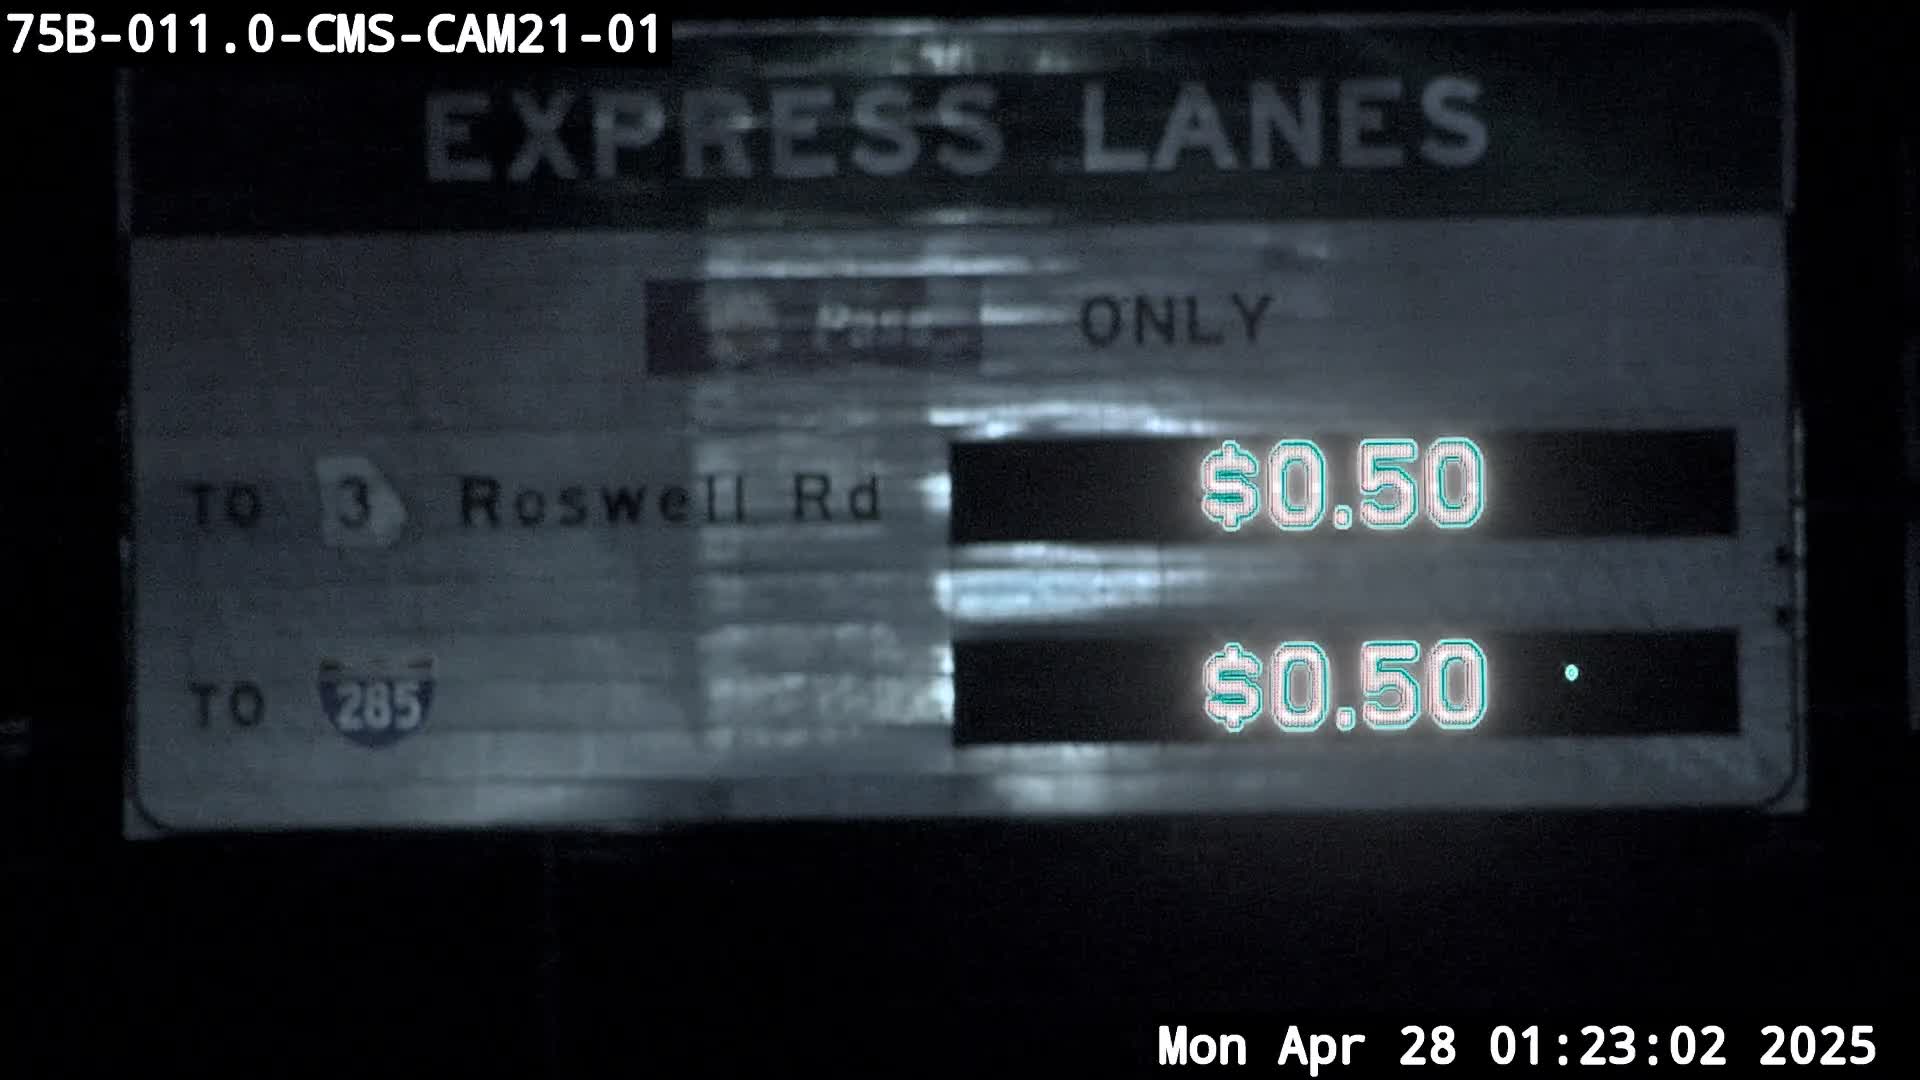 75B-011.0-CMS-CAM21-01
EXPRESS LANES
Pass ONLY
TO 3 Roswell Rd $0.50
TO 285 $0.50
Mon Apr 28 01:23:02 2025